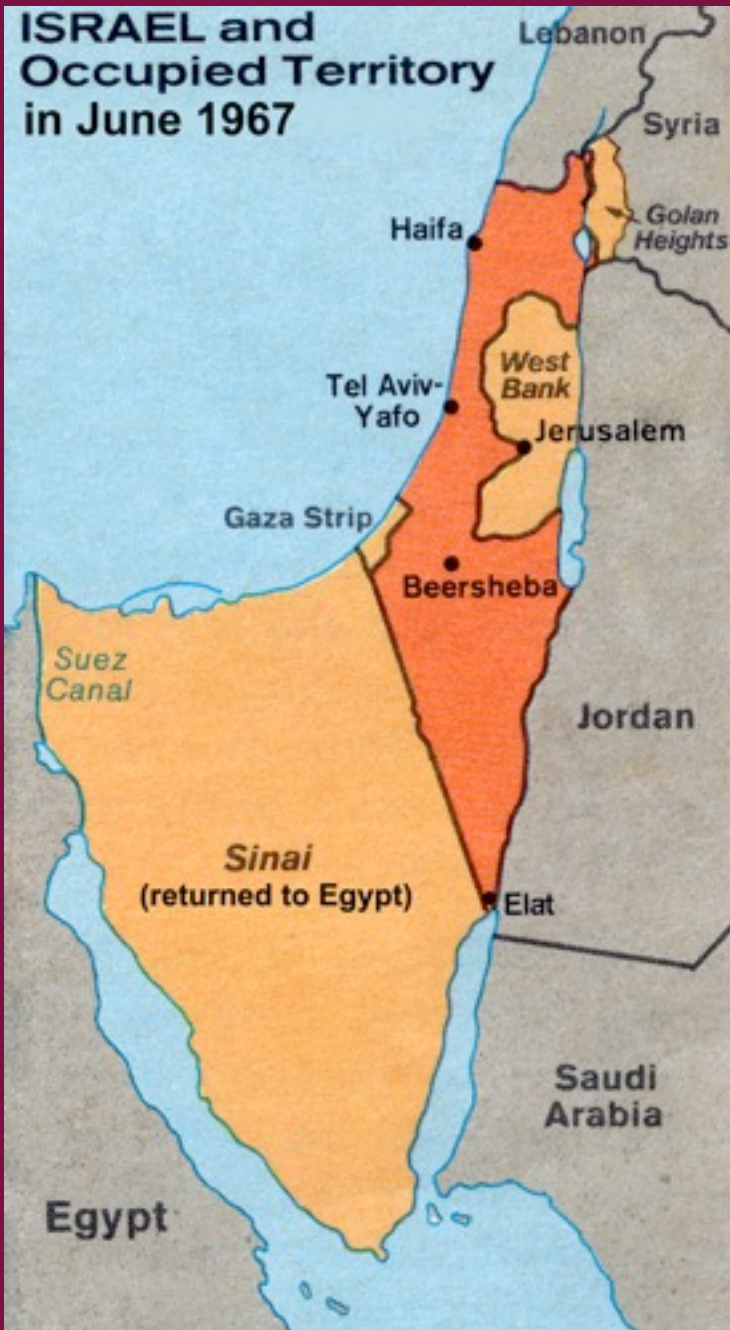 ISRAEL and
Occupied Territory
in June 1967
Lebanon
Syria
Golan
Heights
Haifa
West
Bank
Tel Aviv-
Yafo
Jerusalem
Gaza Strip
Beersheba
Suez
Canal
Jordan
Sinai
(returned to Egypt)
Elat
Saudi
Arabia
Egypt